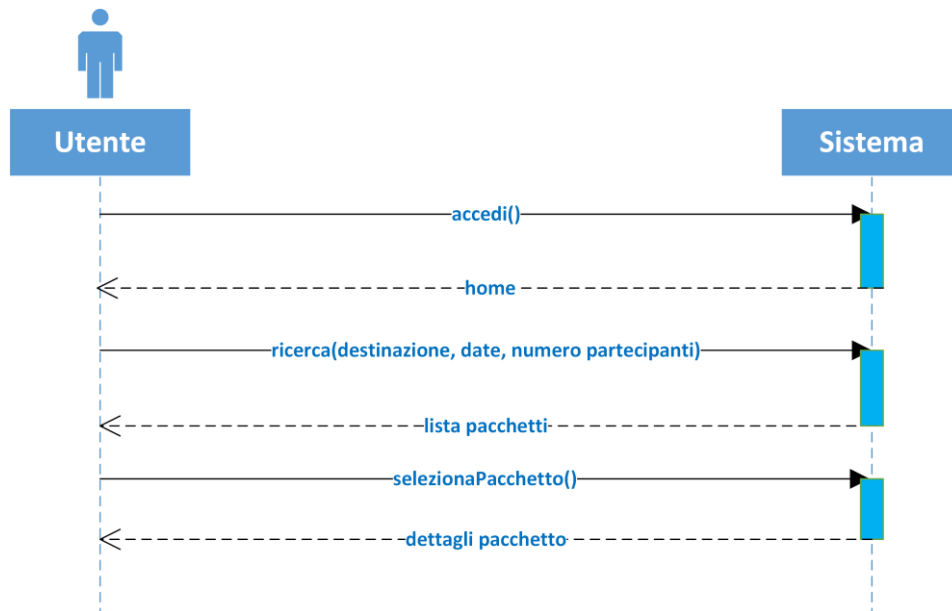 Utente
Sistema
accedi()
home
ricerca(destinazione, date, numero partecipanti)
lista pacchetti
selezionaPacchetto()
dettagli pacchetto